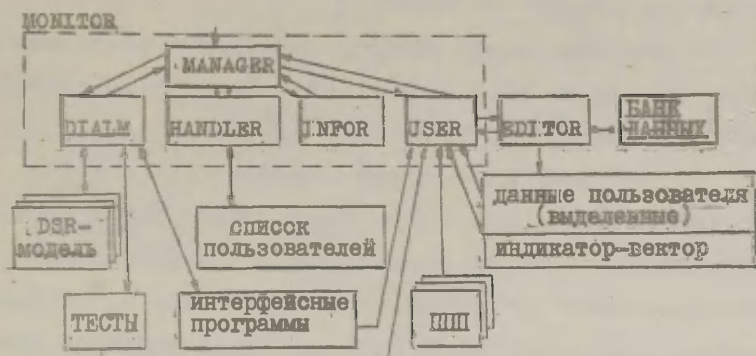 MONITOR
MANAGER
DIALM
HANDLER
INFOR
USER
EDITOR
БАНК
ДАННЫХ
DSR-
МОДЕЛЬ
СПИСОК
ПОЛЬЗОВАТЕЛЕЙ
ДАННЫЕ ПОЛЬЗОВАТЕЛЯ
(ВЫДЕЛЕННЫЕ)
ИНДИКАТОР-ВЕКТОР
ТЕСТЫ
ИНТЕРФЕЙСНЫЕ
ПРОГРАММЫ